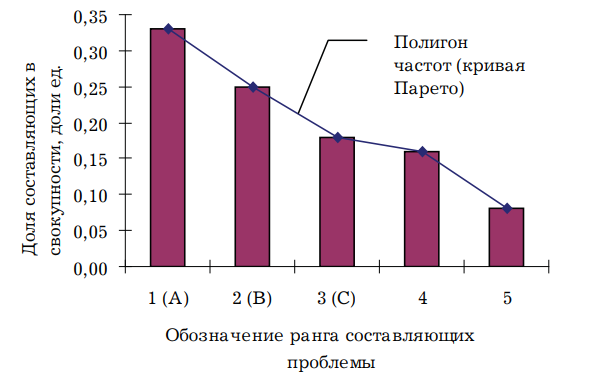 Доля составляющих в
свокупности, доли ед.
0,35
0,30
0,25
0,20
0,15
0,10
0,05
0,00
Полигон
частот (кривая
Парето)
1 (А) 2 (В) 3 (С) 4 5
Обозначение ранга составляющих
проблемы